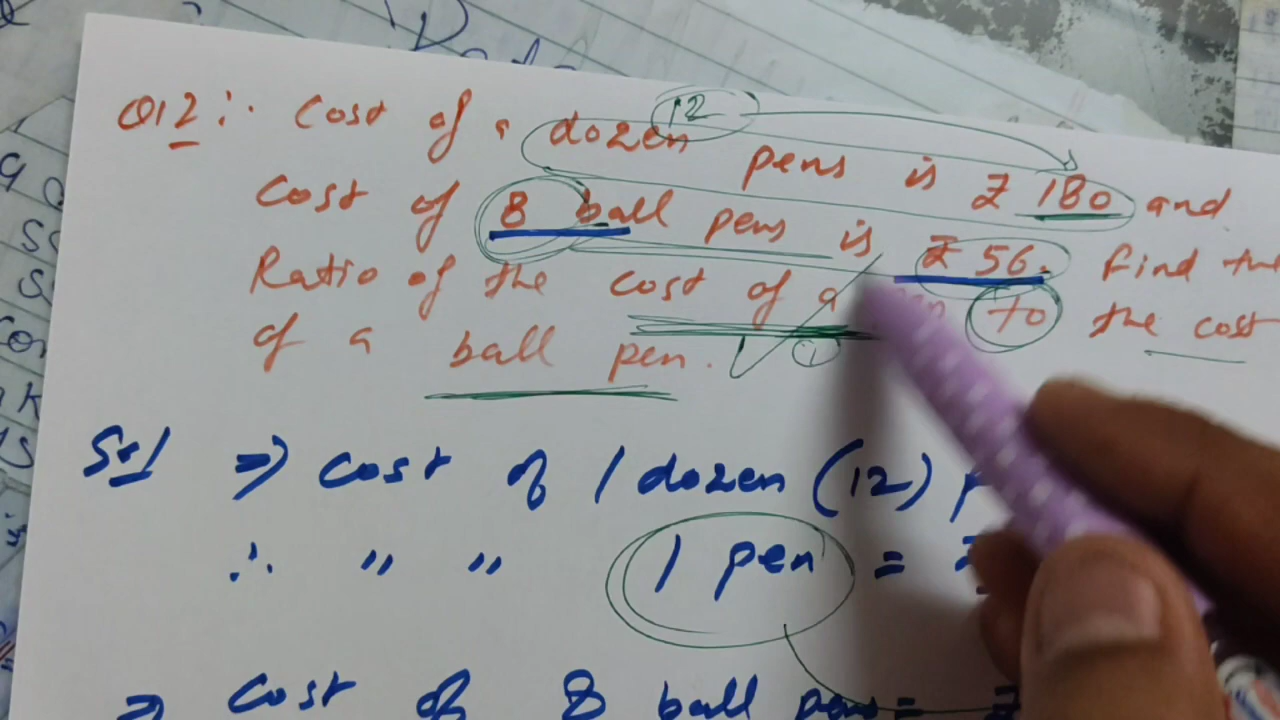 12
Q12:· Cost of a dozen pens is ₹ 180 and
Cost of 8 ball pens is ₹ 56. Find the
Ratio of the cost of a to the cost
of a ball pen.
1
Sol ⇒ Cost of 1 dozen (12)
∴ " " 1 pen = ₹
⇒ Cost of 8 ball pens = ₹